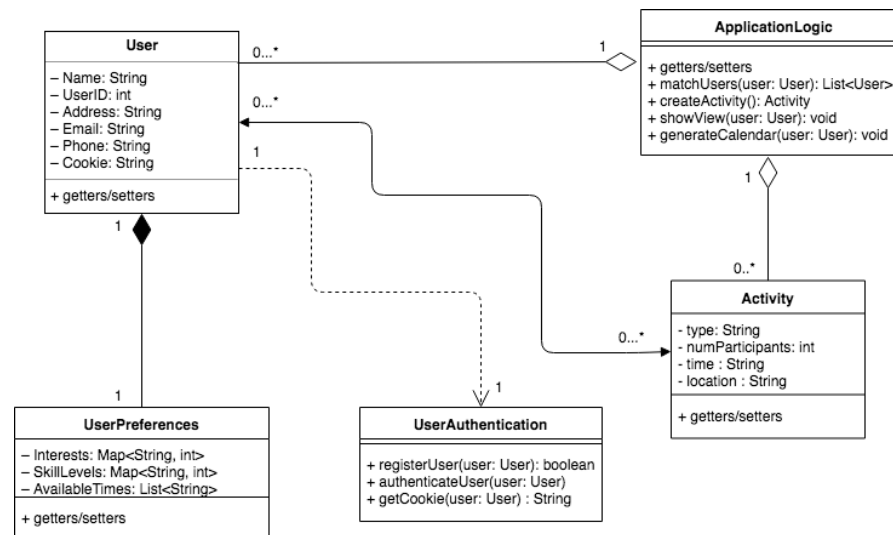 User
– Name: String
– UserID: int
– Address: String
– Email: String
– Phone: String
– Cookie: String
+ getters/setters
0...*
1
0...*
1
ApplicationLogic
+ getters/setters
+ matchUsers(user: User): List<User>
+ createActivity(): Activity
+ showView(user: User): void
+ generateCalendar(user: User): void
1
1
0..*
Activity
- type: String
- numParticipants: int
- time : String
- location : String
+ getters/setters
0...*
1
1
UserPreferences
– Interests: Map<String, int>
– SkillLevels: Map<String, int>
– AvailableTimes: List<String>
+ getters/setters
UserAuthentication
+ registerUser(user: User): boolean
+ authenticateUser(user: User)
+ getCookie(user: User) : String